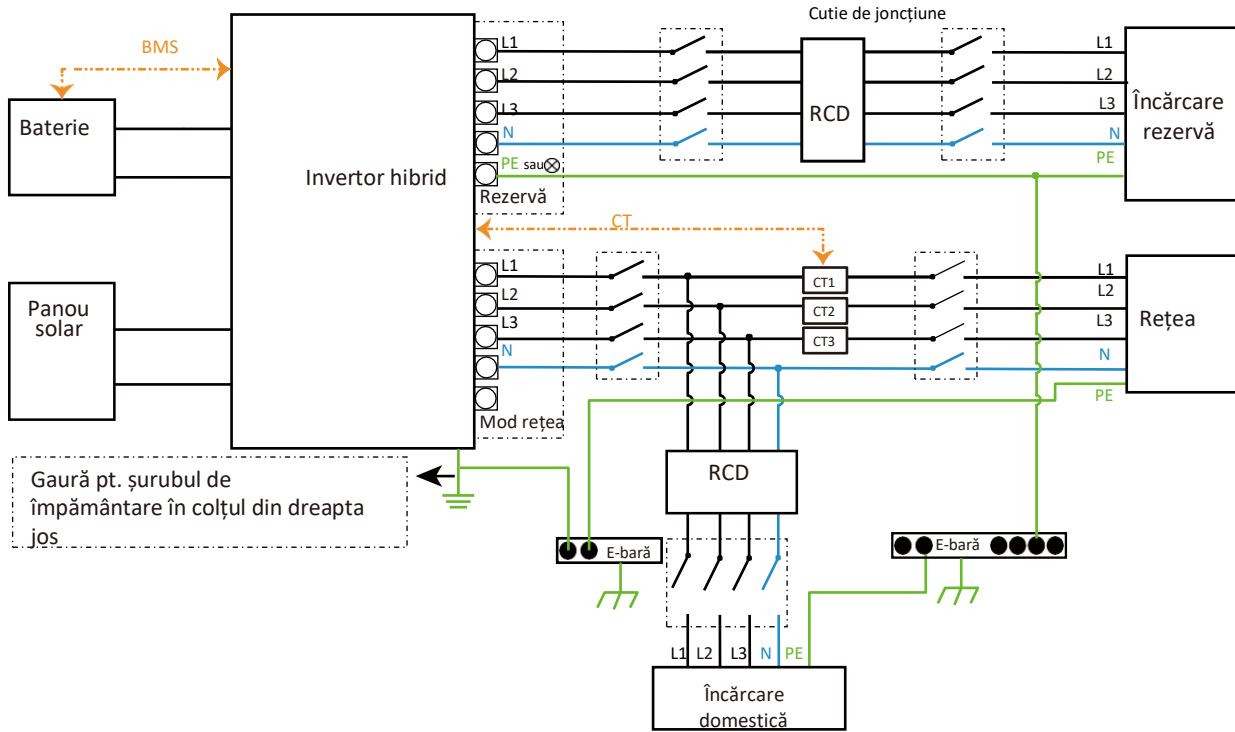 Cutie de joncțiune
BMS
Baterie
Invertor hibrid
L1
L2
L3
N
PE sau
Rezervă
RCD
L1
L2
L3
N
PE
Încărcare
rezervă
CT
Panou
solar
L1
L2
L3
N
Mod rețea
CT1
CT2
CT3
L1
L2
L3
N
PE
Rețea
Gaură pt. șurubul de
împământare în colțul din dreapta
jos
RCD
E-bară
E-bară
L1
L2
L3
N
PE
Încărcare
domestică